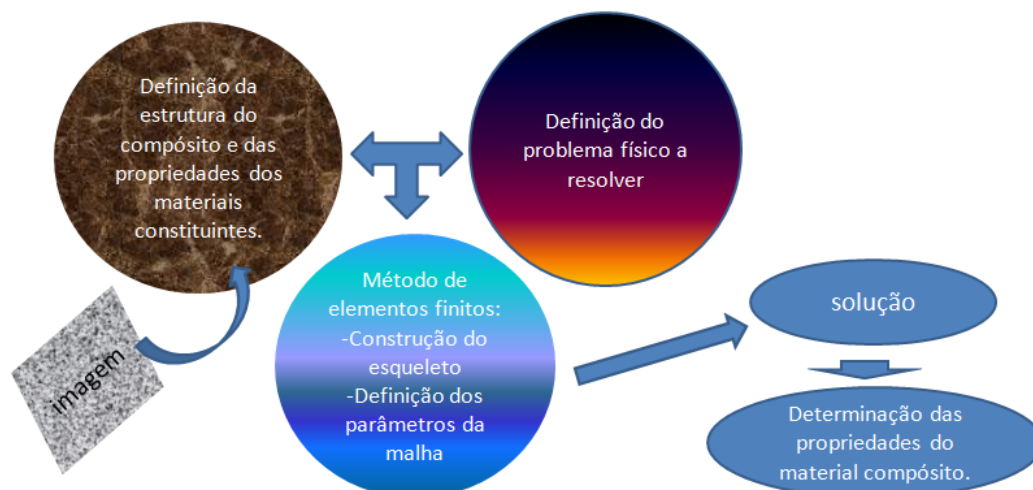 Definição da
estrutura do
compósito e das
propriedades dos
materiais
constituintes.
Definição do
problema físico a
resolver
imagem
Método de
elementos finitos:
-Construção do
esqueleto
-Definição dos
parâmetros da
malha
solução
Determinação das
propriedades do
material compósito.